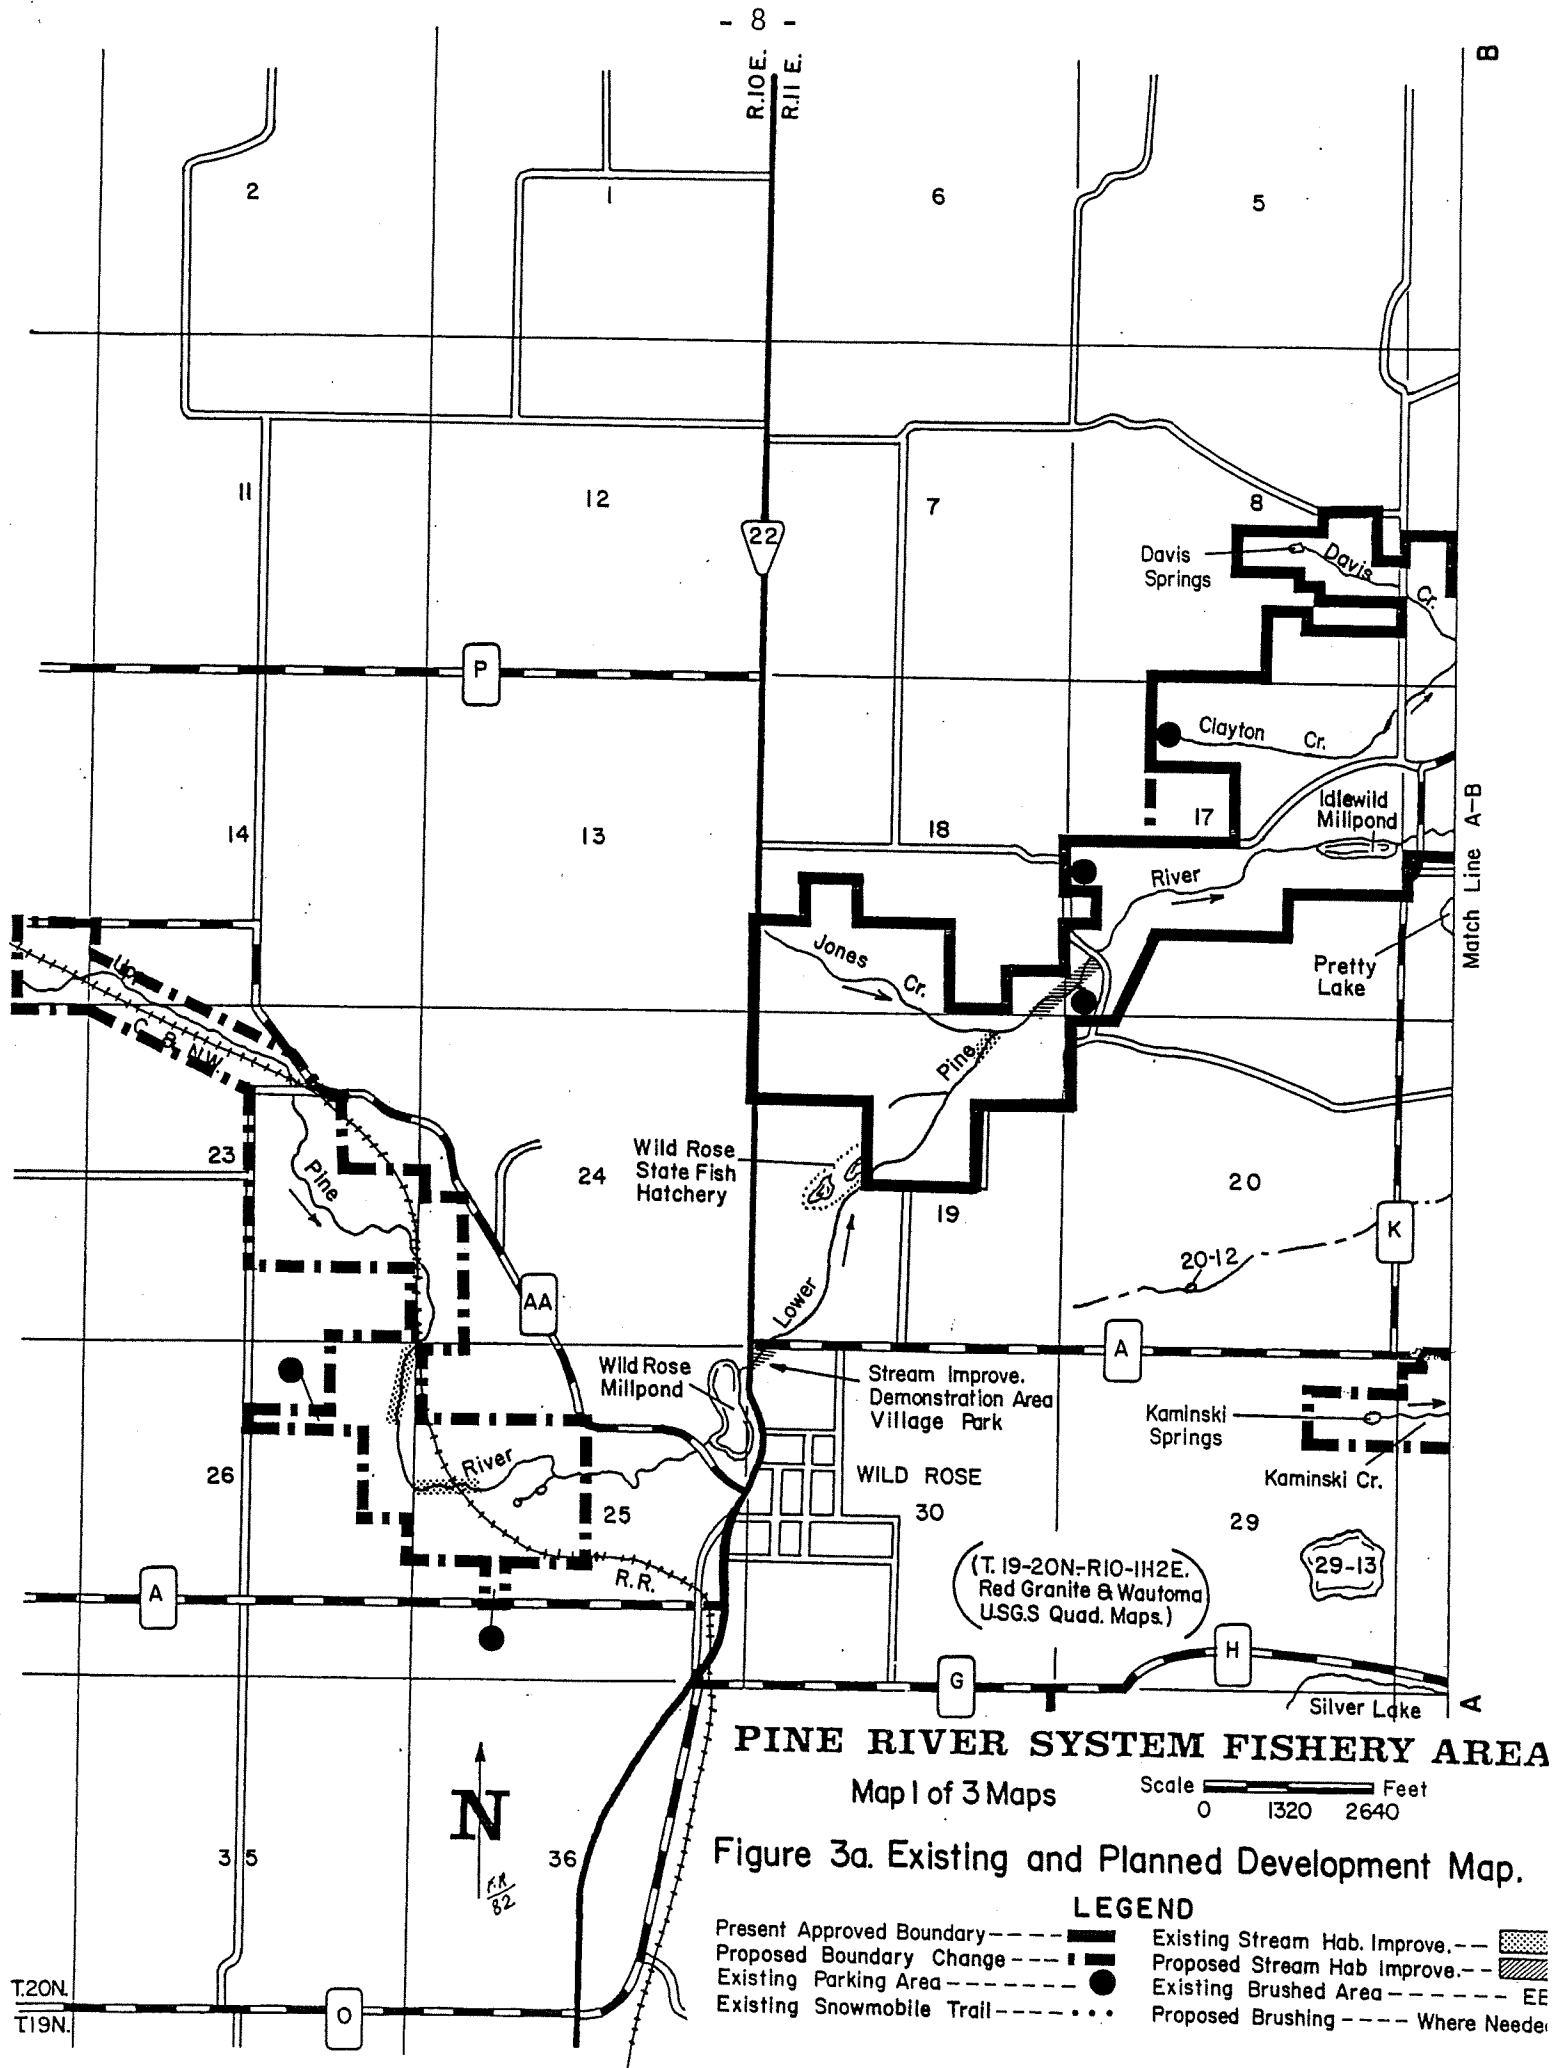 - 8 -
R.10E.
R.11 E.
B
2
1
6
5
11
12
7
8
22
Davis
Springs
Davis
Cr.
P
Clayton Cr.
Idlewild
Millpond
14
13
18
17
Match Line A-B
River
Jones
Cr.
Pretty
Lake
Up.
C. & N.W.
Pine
23
Pine
24
Wild Rose
State Fish
Hatchery
19
20
K
20-12
AA
Lower
A
Wild Rose
Millpond
Stream Improve.
Demonstration Area
Village Park
Kaminski
Springs
Kaminski Cr.
River
26
25
WILD ROSE
30
29
29-13
(T. 19-20N.-R10-11-12E.
Red Granite & Wautoma
U.S.G.S Quad. Maps.)
A
R.R.
H
G
Silver Lake
A
PINE RIVER SYSTEM FISHERY AREA
Map 1 of 3 Maps
Scale Feet
0 1320 2640
N
82
35
36
Figure 3a. Existing and Planned Development Map.
LEGEND
Present Approved Boundary
Proposed Boundary Change
Existing Parking Area
Existing Snowmobile Trail
Existing Stream Hab. Improve.
Proposed Stream Hab Improve.
Existing Brushed Area
Proposed Brushing ---- Where Neede
T.20N.
T.19N.
O